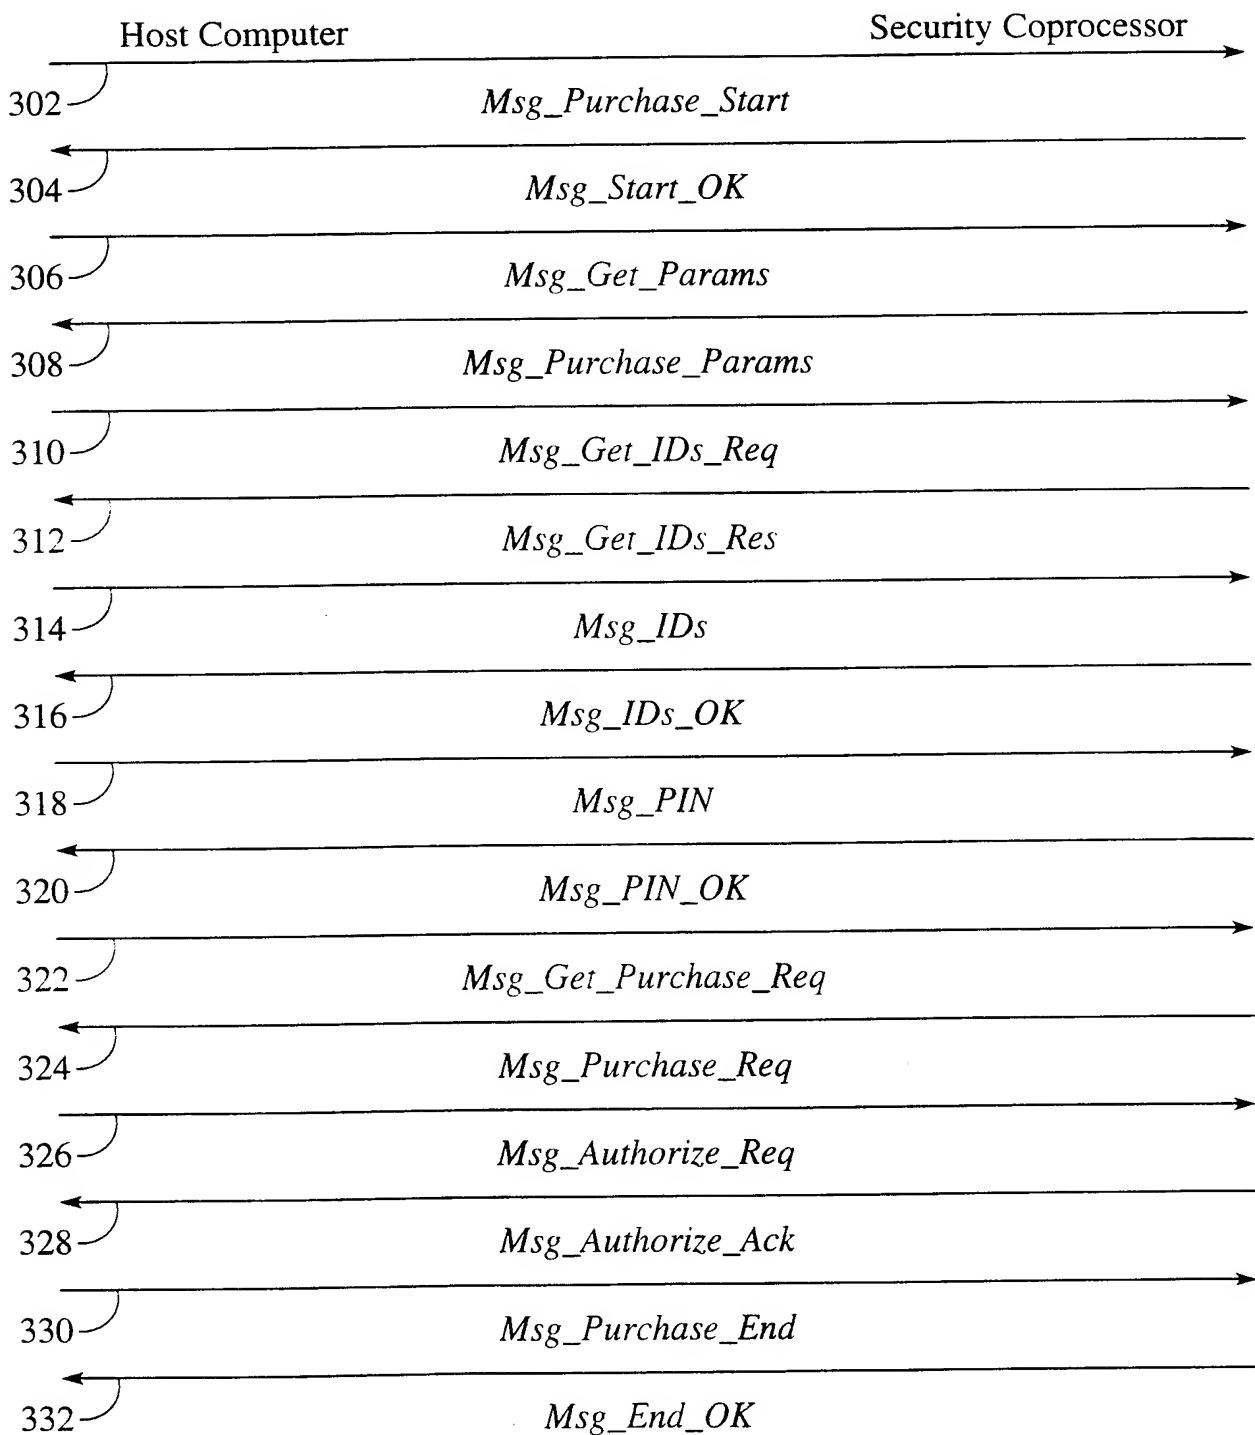 Host Computer Security Coprocessor
302 Msg_Purchase_Start
304 Msg_Start_OK
306 Msg_Get_Params
308 Msg_Purchase_Params
310 Msg_Get_IDs_Req
312 Msg_Get_IDs_Res
314 Msg_IDs
316 Msg_IDs_OK
318 Msg_PIN
320 Msg_PIN_OK
322 Msg_Get_Purchase_Req
324 Msg_Purchase_Req
326 Msg_Authorize_Req
328 Msg_Authorize_Ack
330 Msg_Purchase_End
332 Msg_End_OK